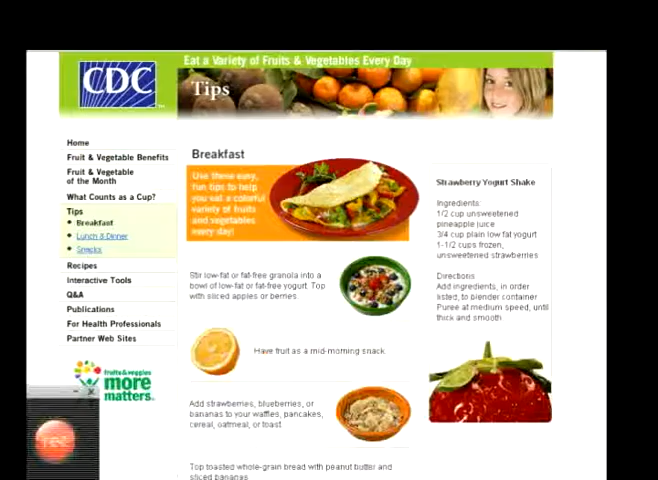 Eat a Variety of Fruits & Vegetables Every Day
CDC
Tips
Home
Fruit & Vegetable Benefits
Fruit & Vegetable
of the Month
What Counts as a Cup?
Tips
Breakfast
Lunch & Dinner
Snacks
Recipes
Interactive Tools
Q&A
Publications
For Health Professionals
Partner Web Sites
fruits & veggies
more
matters.
rec
Breakfast
Use these easy,
fun tips to help
you eat a colorful
variety of fruits
and vegetables
every day!
Stir low-fat or fat-free granola into a
bowl of low-fat or fat-free yogurt. Top
with sliced apples or berries.
Have fruit as a mid-morning snack.
Add strawberries, blueberries, or
bananas to your waffles, pancakes,
cereal, oatmeal, or toast.
Top toasted whole-grain bread with peanut butter and
sliced bananas
Strawberry Yogurt Shake
Ingredients:
1/2 cup unsweetened
pineapple juice
3/4 cup plain low fat yogurt
1-1/2 cups frozen,
unsweetened strawberries
Directions
Add ingredients, in order
listed, to blender container
Puree at medium speed, until
thick and smooth